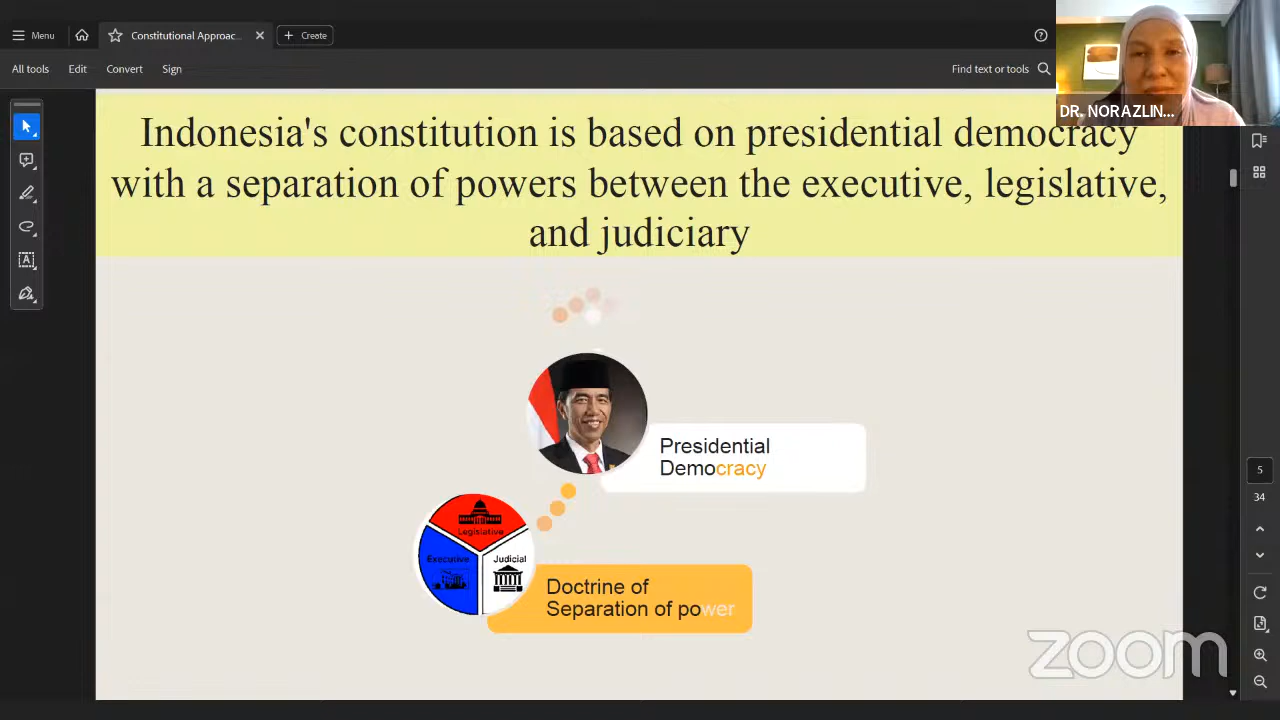 Menu
Constitutional Approac...
Create
All tools
Edit
Convert
Sign
Find text or tools
DR. NORAZLIN...
Indonesia's constitution is based on presidential democracy
with a separation of powers between the executive, legislative,
and judiciary
Presidential
Democracy
Legislative
Executive
Judicial
Doctrine of
Separation of power
5
34
zoom